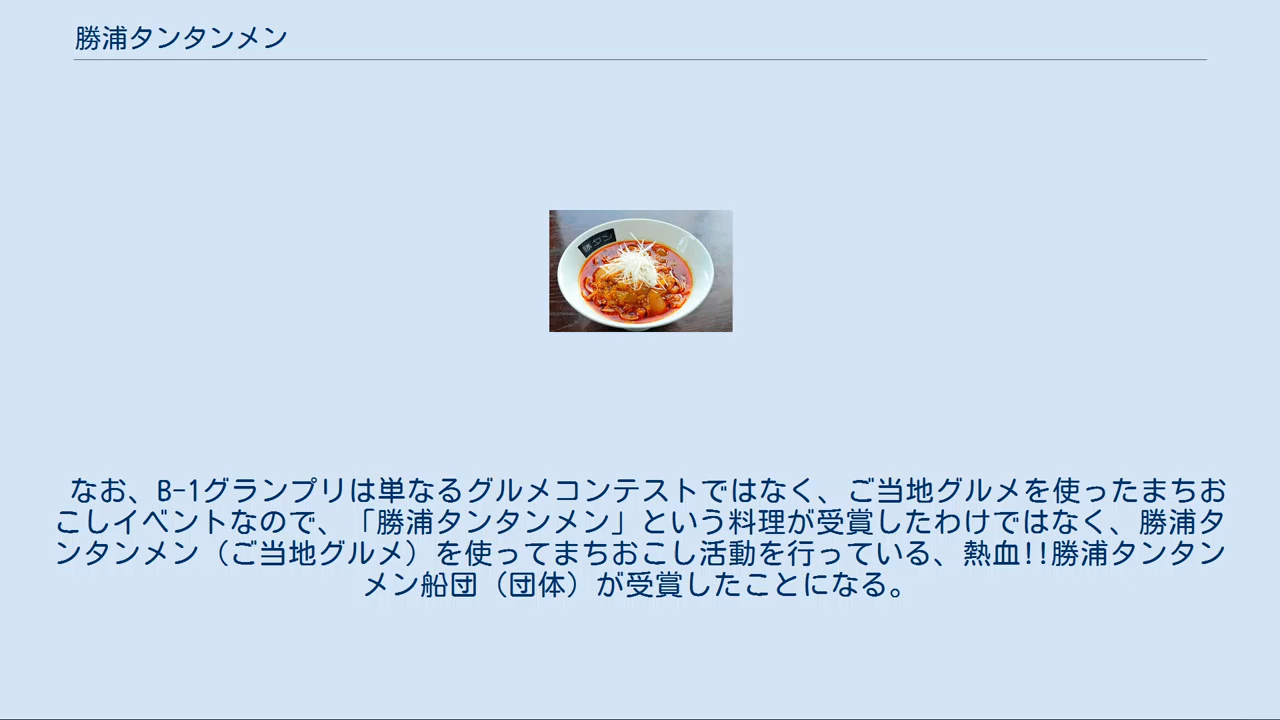 勝浦タンタンメン
勝タン
なお、B-1グランプリは単なるグルメコンテストではなく、ご当地グルメを使ったまちお
こしイベントなので、「勝浦タンタンメン」という料理が受賞したわけではなく、勝浦タ
ンタンメン（ご当地グルメ）を使ってまちおこし活動を行っている、熱血!!勝浦タンタン
メン船団（団体）が受賞したことになる。